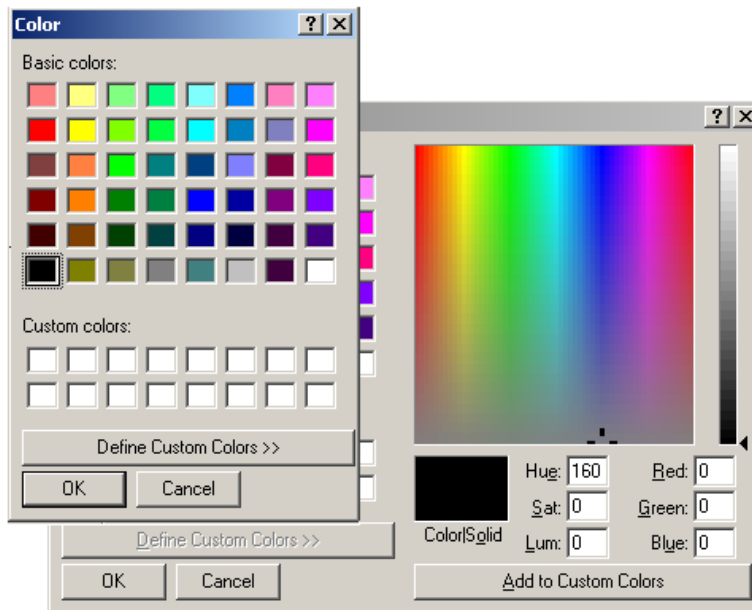 Color
Basic colors:
Custom colors:
Define Custom Colors >>
OK Cancel
Hue: 160 Red: 0
Sat: 0 Green: 0
Color|Solid Lum: 0 Blue: 0
Define Custom Colors >>
OK Cancel Add to Custom Colors